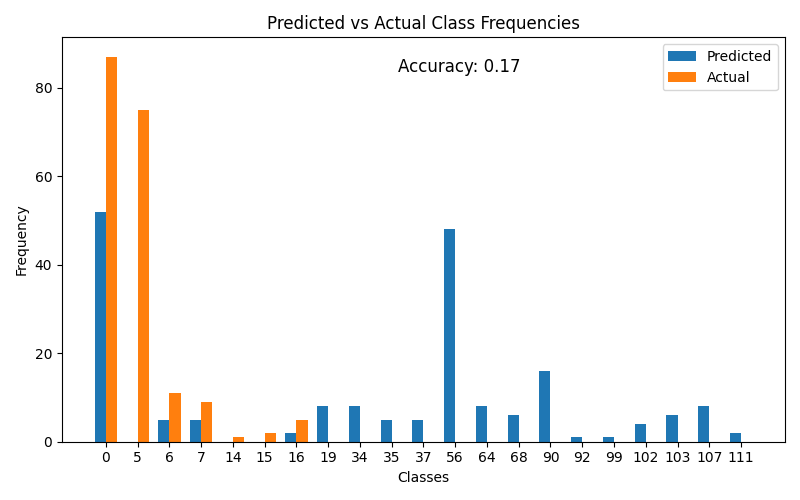 Predicted vs Actual Class Frequencies
Accuracy: 0.17
Predicted
Actual
Frequency
80
60
40
20
0
0 5 6 7 14 15 16 19 34 35 37 56 64 68 90 92 99 102 103 107 111
Classes